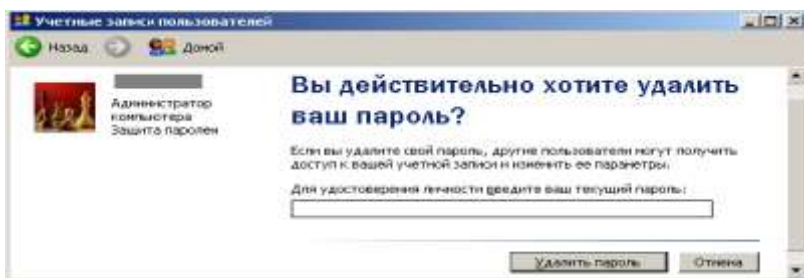 Учетные записи пользователей
Назад Домой
Администратор
компьютера
Защита паролем
Вы действительно хотите удалить
ваш пароль?
Если вы удалите свой пароль, другие пользователи могут получить
доступ к вашей учетной записи и изменить ее параметры.
Для удостоверения личности введите ваш текущий пароль:
Удалить пароль Отмена